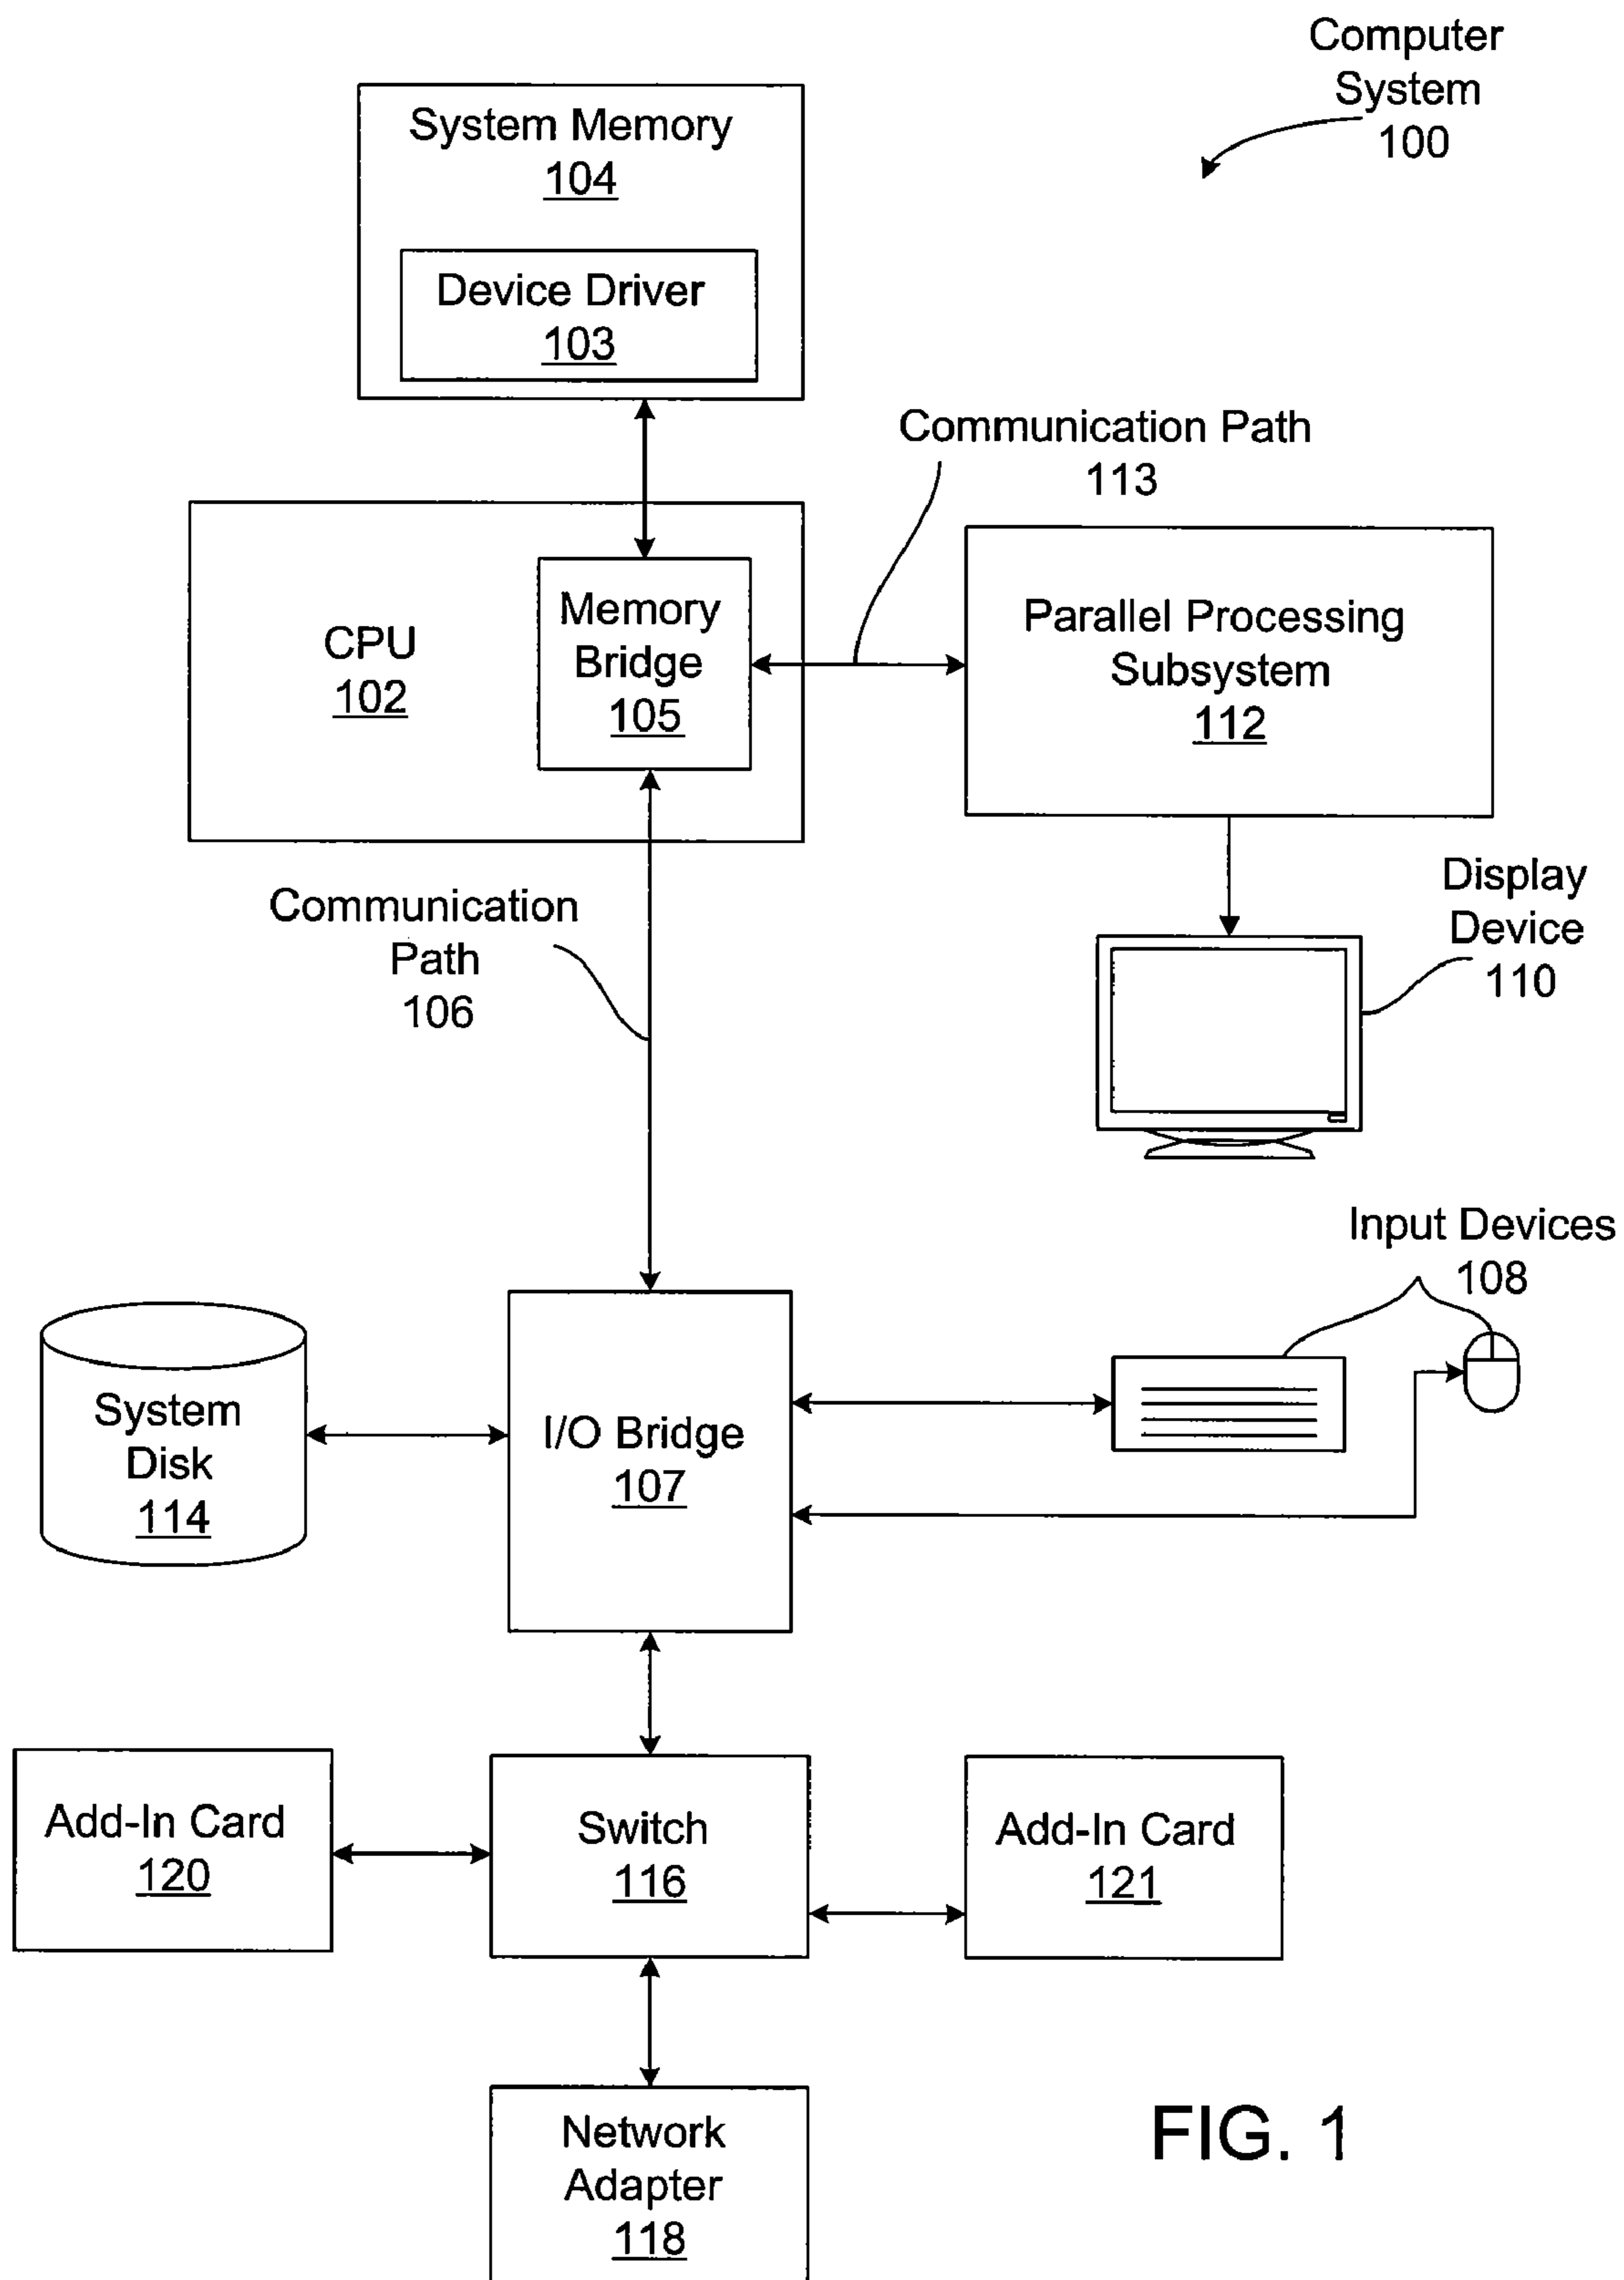 Computer
System
100
System Memory
104
Device Driver
103
Communication Path
113
CPU
102
Memory
Bridge
105
Parallel Processing
Subsystem
112
Communication
Path
106
Display
Device
110
Input Devices
108
System
Disk
114
I/O Bridge
107
Add-In Card
120
Switch
116
Add-In Card
121
Network
Adapter
118
FIG. 1